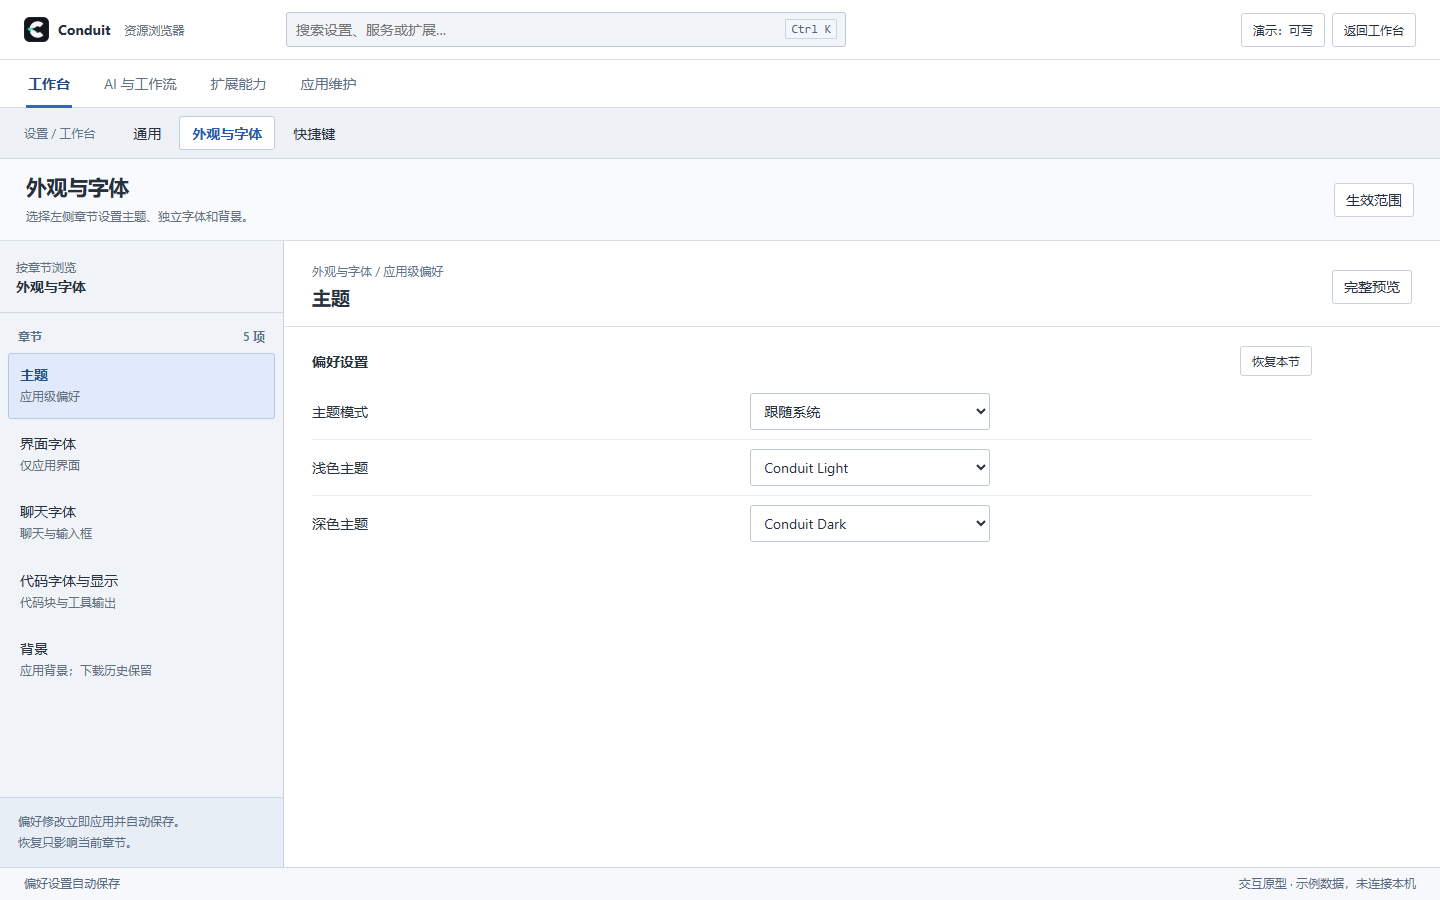 Conduit 资源浏览器
搜索设置、服务或扩展... Ctrl K
演示：可写 返回工作台
工作台 AI 与工作流 扩展能力 应用维护
设置 / 工作台 通用 外观与字体 快捷键
外观与字体
选择左侧章节设置主题、独立字体和背景。
生效范围
按章节浏览
外观与字体
章节 5 项
主题
应用级偏好
界面字体
仅应用界面
聊天字体
聊天与输入框
代码字体与显示
代码块与工具输出
背景
应用背景；下载历史保留
偏好修改立即应用并自动保存。
恢复只影响当前章节。
外观与字体 / 应用级偏好
主题
完整预览
偏好设置 恢复本节
主题模式 跟随系统
浅色主题 Conduit Light
深色主题 Conduit Dark
偏好设置自动保存 交互原型 · 示例数据，未连接本机